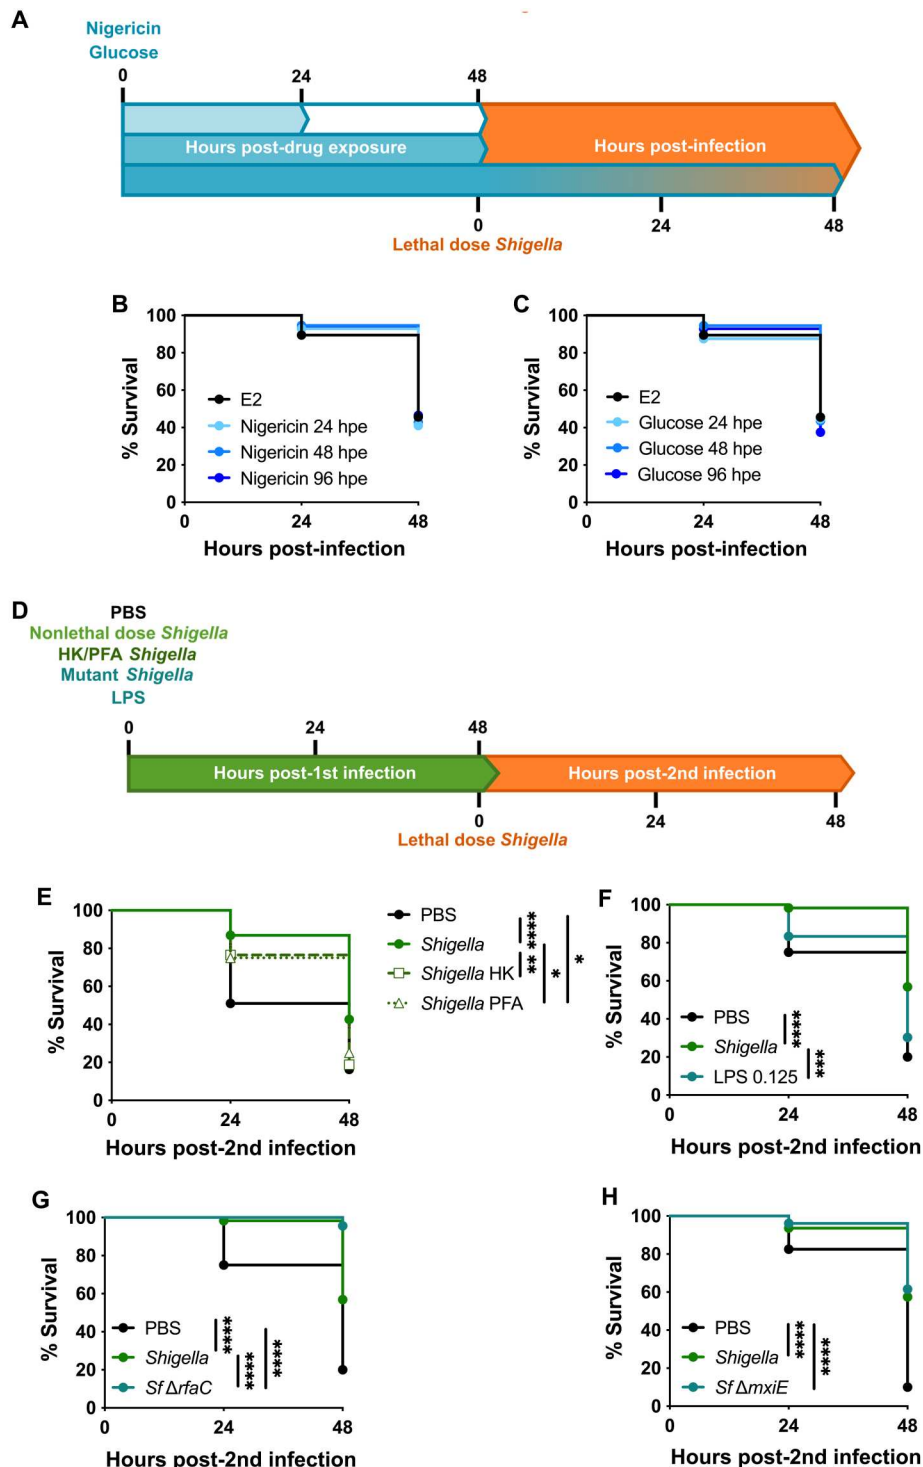 A
Nigericin
Glucose
0
24
48
Hours post-drug exposure
Hours post-infection
0
24
48
Lethal dose Shigella
B
% Survival
100
80
60
40
20
0
E2
Nigericin 24 hpe
Nigericin 48 hpe
Nigericin 96 hpe
0
24
48
Hours post-infection
C
% Survival
100
80
60
40
20
0
E2
Glucose 24 hpe
Glucose 48 hpe
Glucose 96 hpe
0
24
48
Hours post-infection
D
PBS
Nonlethal dose Shigella
HK/PFA Shigella
Mutant Shigella
LPS
0
24
48
Hours post-1st infection
Hours post-2nd infection
0
24
48
Lethal dose Shigella
E
% Survival
100
80
60
40
20
0
PBS
Shigella
Shigella HK
Shigella PFA
****
**
*
*
0
24
48
Hours post-2nd infection
F
% Survival
100
80
60
40
20
0
PBS
Shigella
LPS 0.125
****
***
0
24
48
Hours post-2nd infection
G
% Survival
100
80
60
40
20
0
PBS
Shigella
Sf ΔrfaC
****
****
****
0
24
48
Hours post-2nd infection
H
% Survival
100
80
60
40
20
0
PBS
Shigella
Sf ΔmxiE
****
****
0
24
48
Hours post-2nd infection